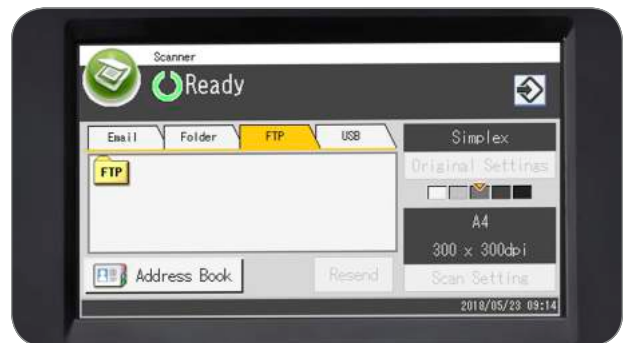 Scanner
Ready
Email Folder FTP USB
FTP
Address Book
Resend
Simplex
Original Settings
A4
300 x 300dpi
Scan Setting
2018/05/23 09:14